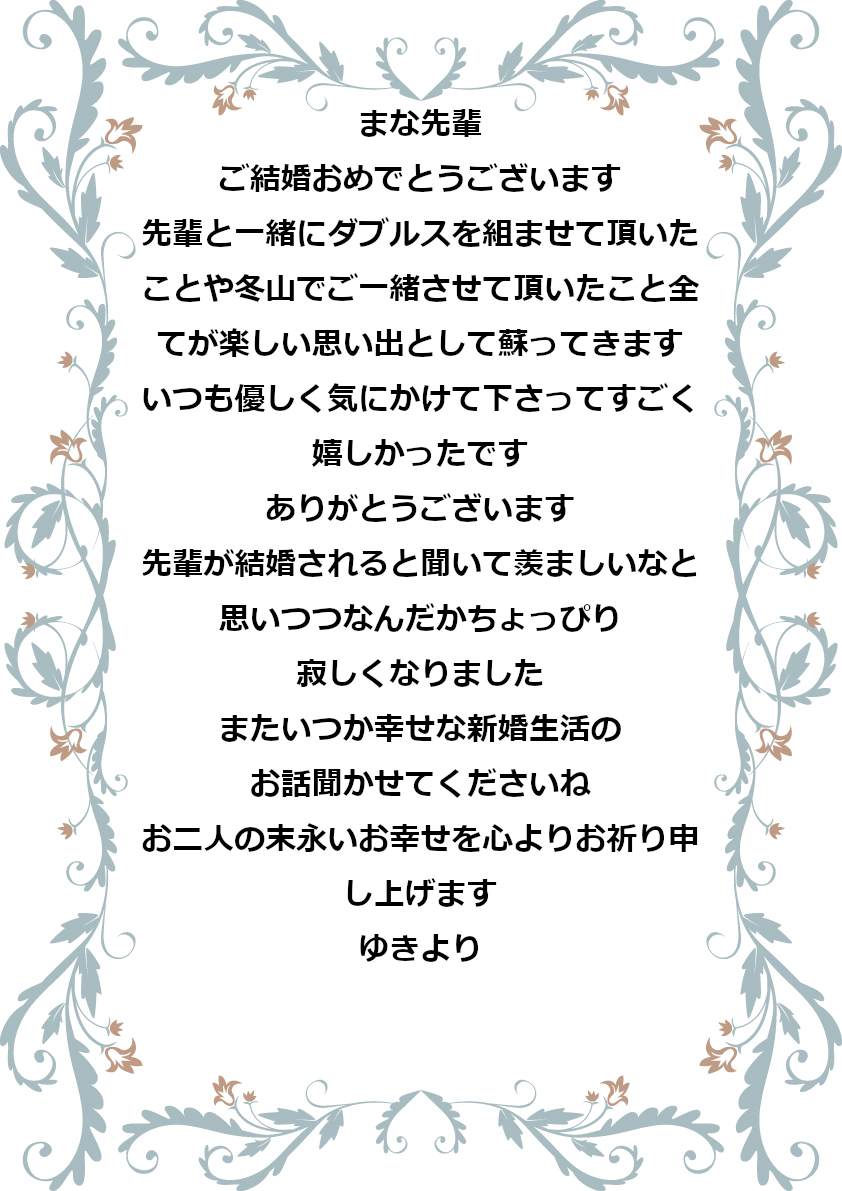 まな先輩
ご結婚おめでとうございます
先輩と一緒にダブルスを組ませて頂いた
ことや冬山でご一緒させて頂いたこと全
てが楽しい思い出として蘇ってきます
いつも優しく気にかけて下さってすごく
嬉しかったです
ありがとうございます
先輩が結婚されると聞いて羨ましいなと
思いつつなんだかちょっぴり
寂しくなりました
またいつか幸せな新婚生活の
お話聞かせてくださいね
お二人の末永いお幸せを心よりお祈り申
し上げます
ゆきより